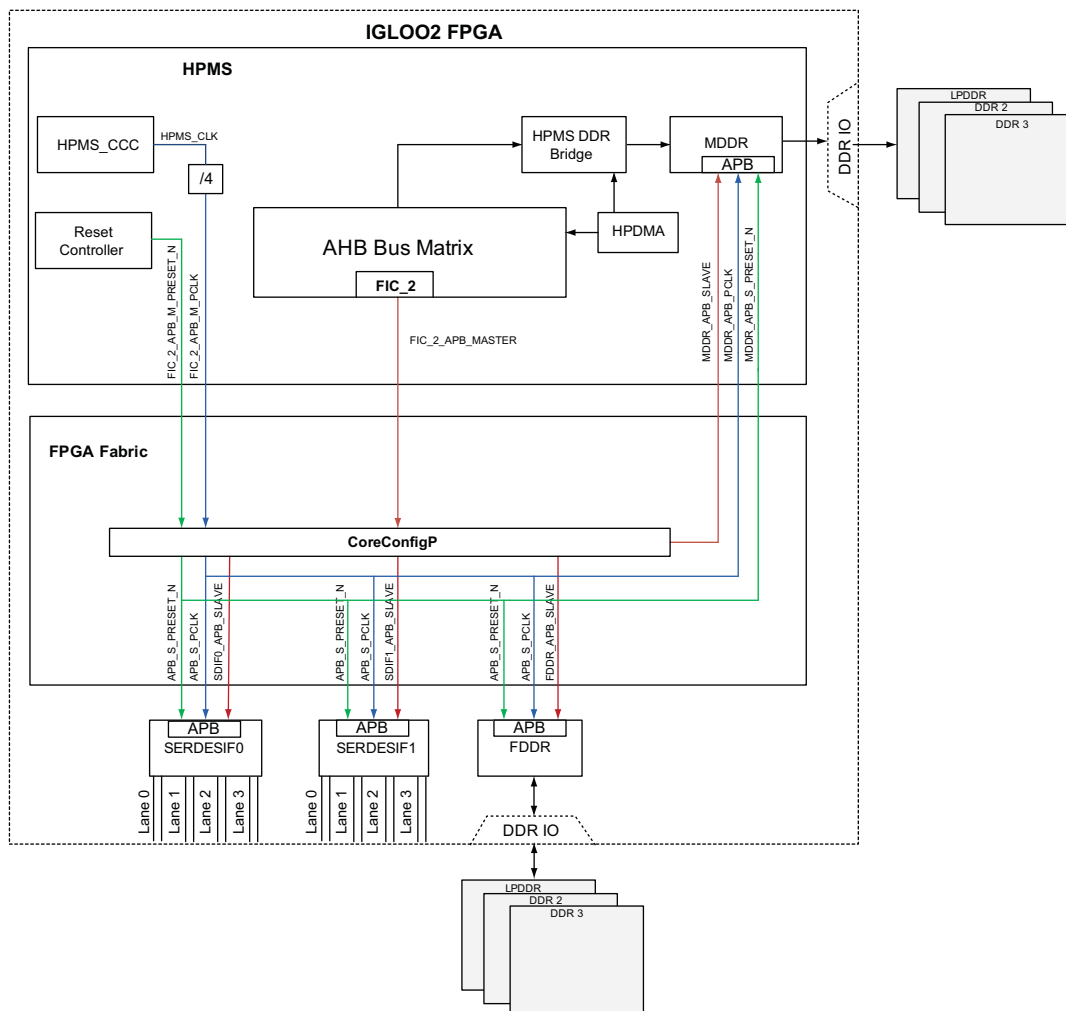 IGLOO2 FPGA
HPMS
HPMS_CCC
HPMS_CLK
/4
Reset
Controller
FIC_2_APB_M_PRESET_N
FIC_2_APB_M_PCLK
HPMS DDR
Bridge
MDDR
APB
AHB Bus Matrix
FIC_2
HPDMA
FIC_2_APB_MASTER
MDDR_APB_SLAVE
MDDR_APB_PCLK
MDDR_APB_S_PRESET_N
DDR IO
LPDDR
DDR 2
DDR 3
FPGA Fabric
CoreConfigP
APB_S_PRESET_N
APB_S_PCLK
SDIF0_APB_SLAVE
APB_S_PRESET_N
APB_S_PCLK
SDIF1_APB_SLAVE
APB_S_PRESET_N
APB_S_PCLK
FDDR_APB_SLAVE
APB
SERDESIF0
APB
SERDESIF1
APB
FDDR
Lane 0
Lane 1
Lane 2
Lane 3
Lane 0
Lane 1
Lane 2
Lane 3
DDR IO
LPDDR
DDR 2
DDR 3